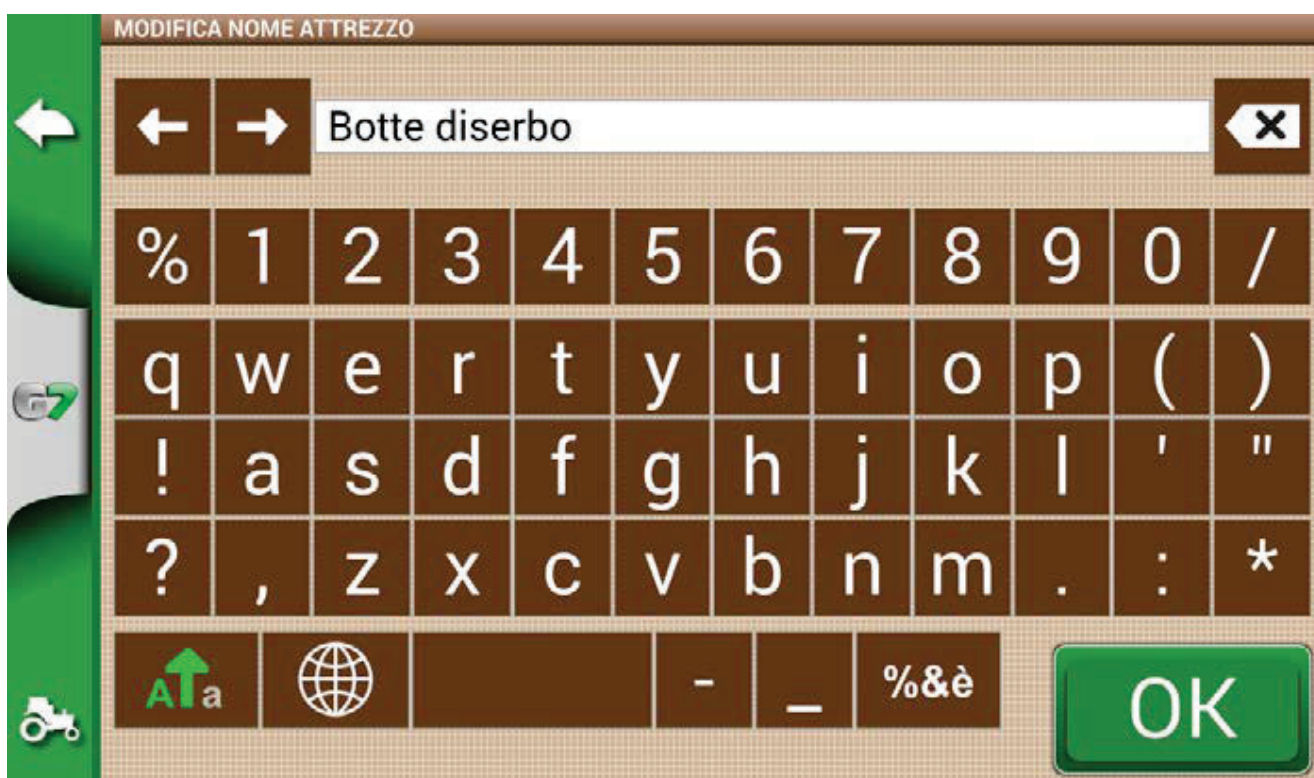 MODIFICA NOME ATTREZZO
Botte diserbo
% 1 2 3 4 5 6 7 8 9 0 /
q w e r t y u i o p ( )
! a s d f g h j k l ' "
? , z x c v b n m . : *
A a - _ %&è OK
G7